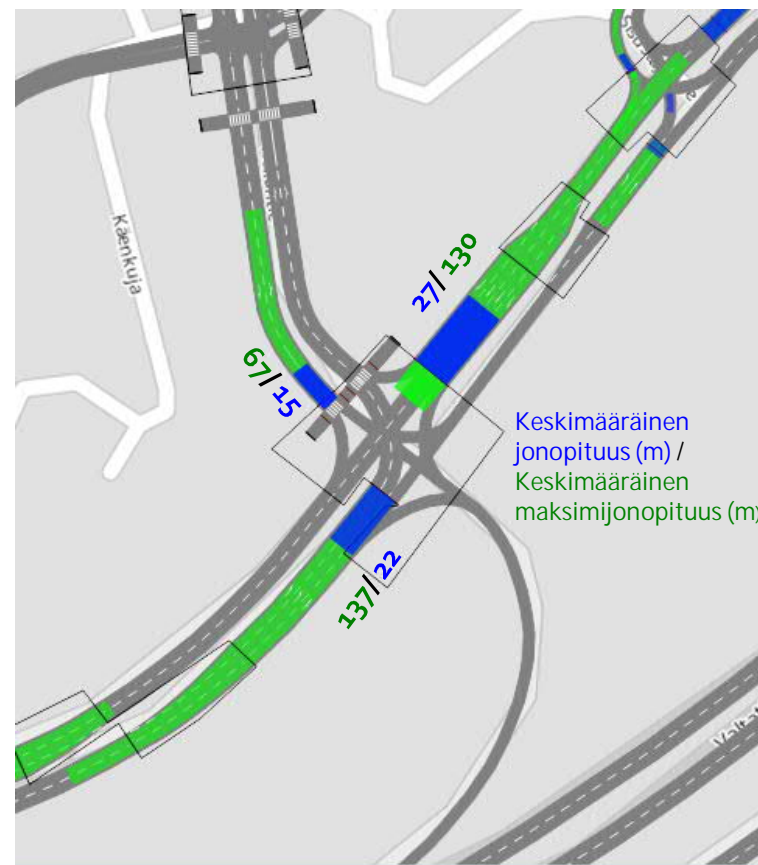 Käenkuja
27/ 130
67/ 15
Keskimääräinen
jonopituus (m) /
Keskimääräinen
maksimijonopituus (m)
137/ 22